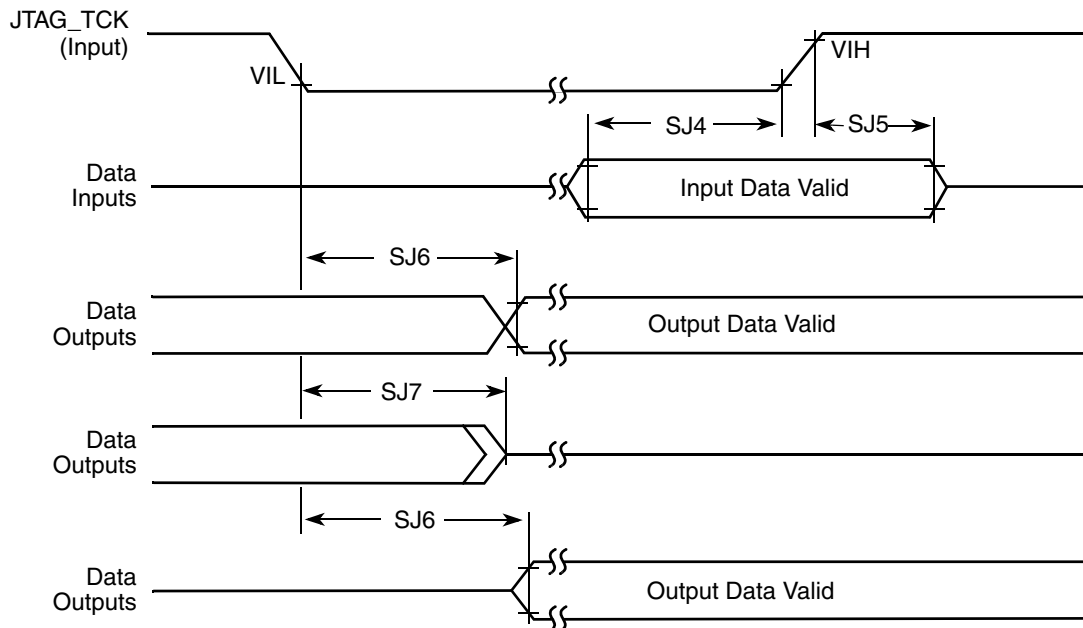 JTAG_TCK
(Input)
VIL
VIH
SJ4
SJ5
Data
Inputs
Input Data Valid
SJ6
Data
Outputs
Output Data Valid
SJ7
Data
Outputs
SJ6
Data
Outputs
Output Data Valid